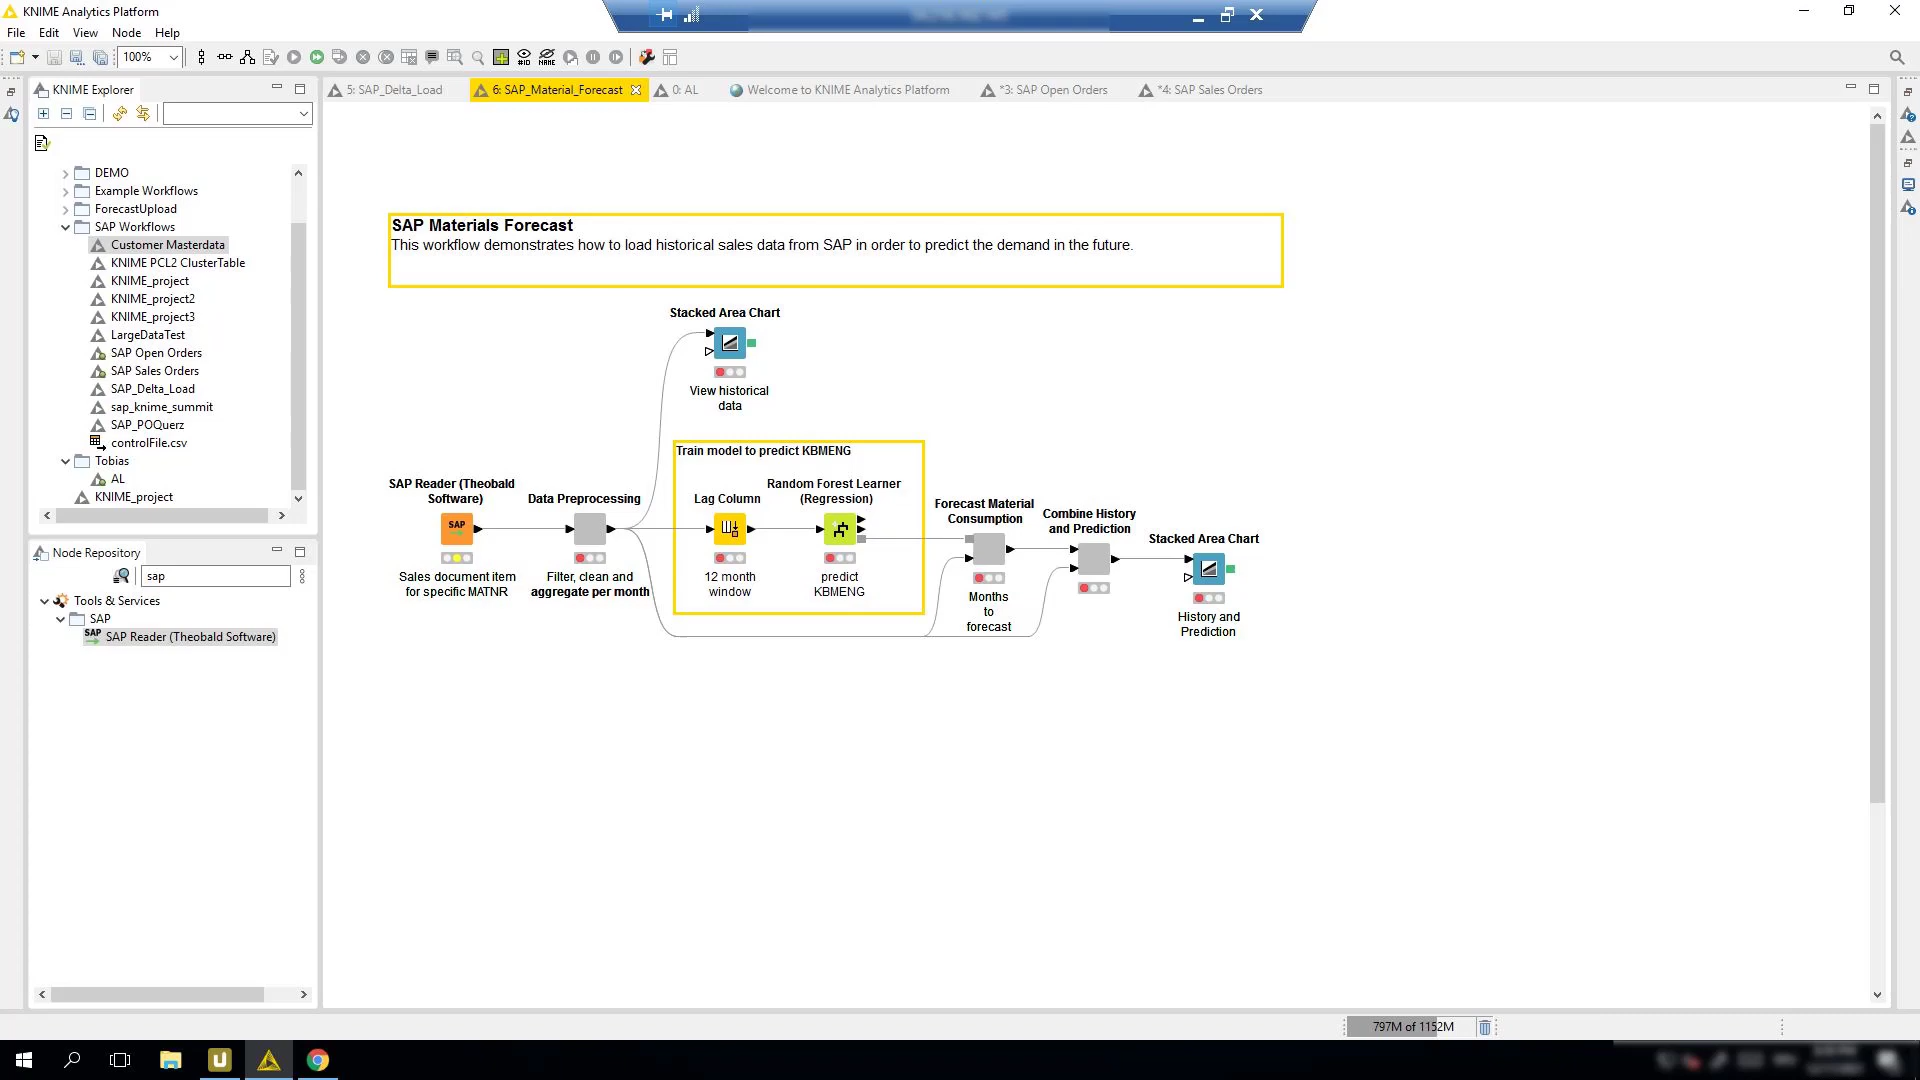 KNIME Analytics Platform
File Edit View Node Help
100%
#ID
NAME
KNIME Explorer
DEMO
Example Workflows
ForecastUpload
SAP Workflows
Customer Masterdata
KNIME PCL2 ClusterTable
KNIME_project
KNIME_project2
KNIME_project3
LargeDataTest
SAP Open Orders
SAP Sales Orders
SAP_Delta_Load
sap_knime_summit
SAP_POQuerz
controlFile.csv
Tobias
AL
KNIME_project
Node Repository
sap
Tools & Services
SAP
SAP
SAP Reader (Theobald Software)
5: SAP_Delta_Load
6: SAP_Material_Forecast
0: AL
Welcome to KNIME Analytics Platform
*3: SAP Open Orders
*4: SAP Sales Orders
SAP Materials Forecast
This workflow demonstrates how to load historical sales data from SAP in order to predict the demand in the future.
Stacked Area Chart
View historical
data
Train model to predict KBMENG
SAP Reader (Theobald
Software)
SAP
Sales document item
for specific MATNR
Data Preprocessing
Filter, clean and
aggregate per month
Lag Column
12 month
window
Random Forest Learner
(Regression)
predict
KBMENG
Forecast Material
Consumption
Months
to
forecast
Combine History
and Prediction
Stacked Area Chart
History and
Prediction
797M of 1152M